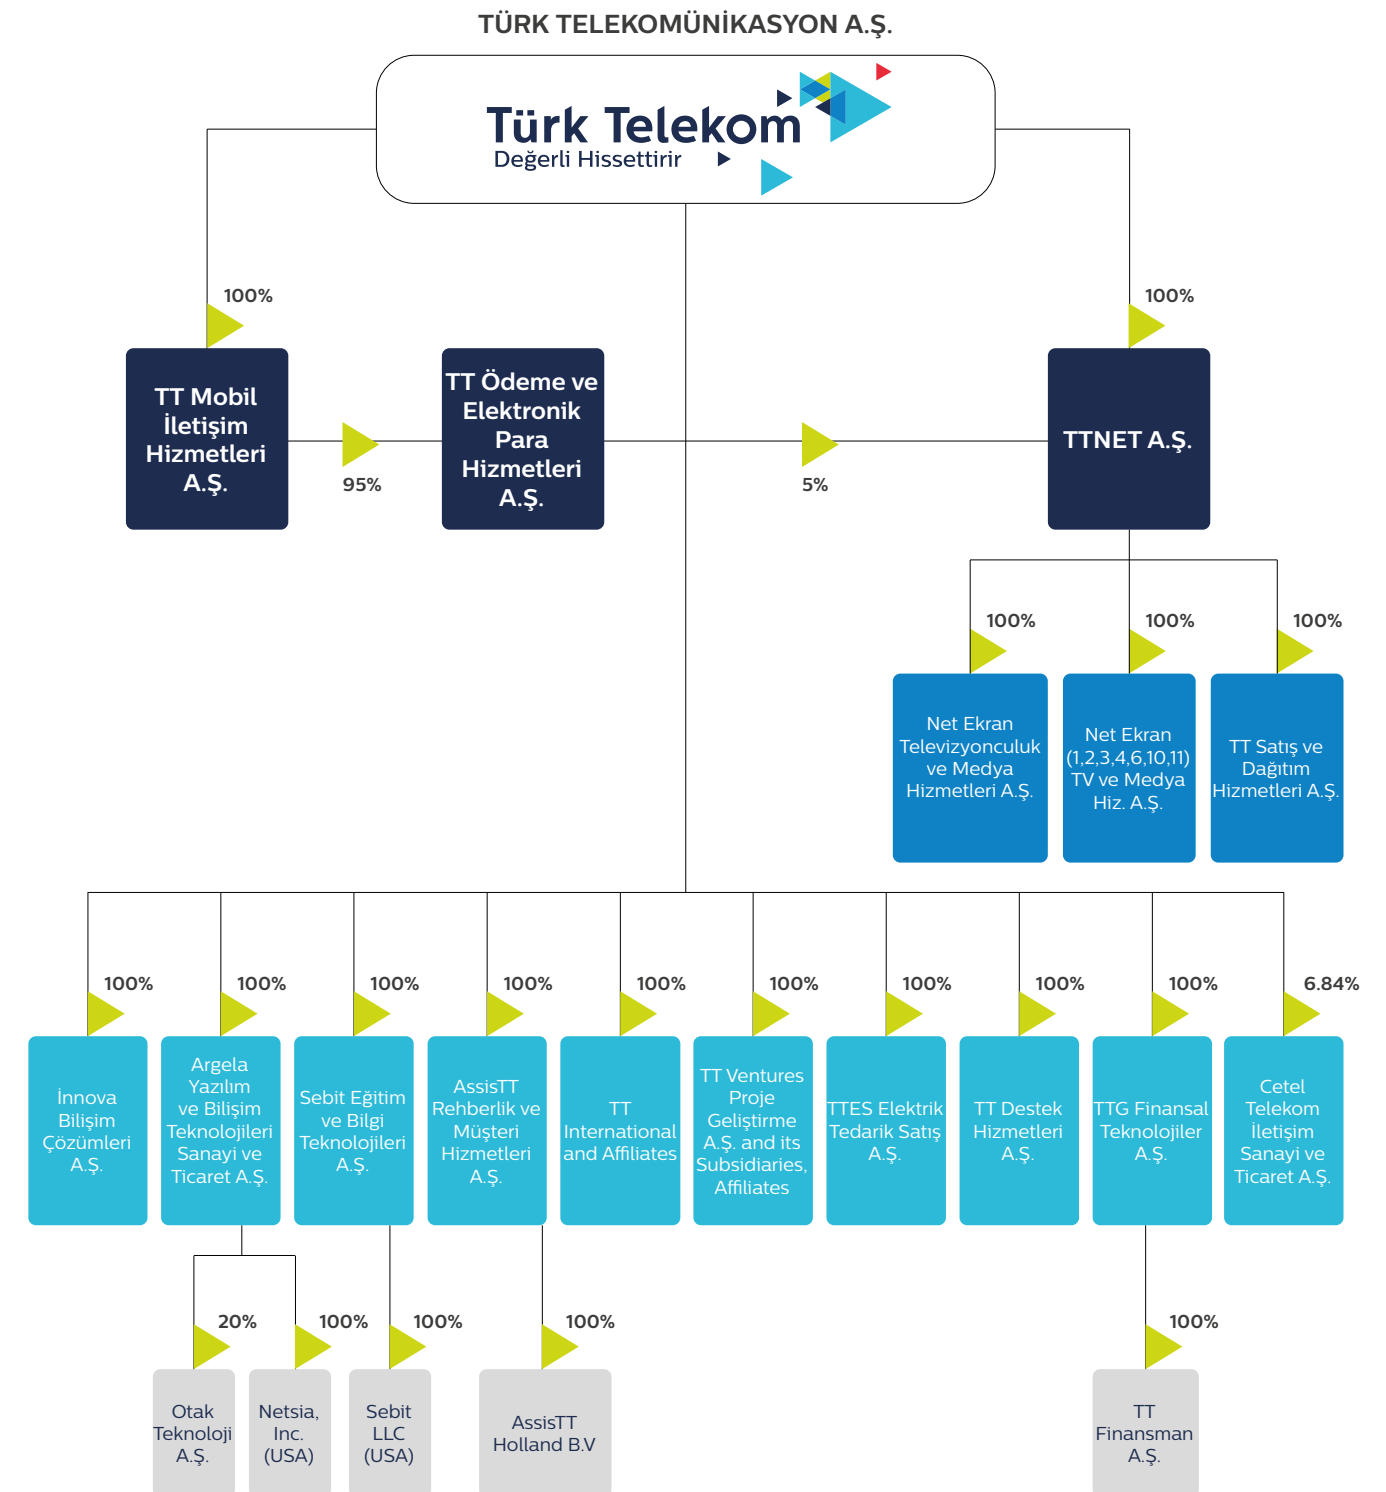 TÜRK TELEKOMÜNİKASYON A.Ş.
Türk Telekom
Değerli Hissettirir
100%
100%
TT Mobil
İletişim
Hizmetleri
A.Ş.
95%
TT Ödeme ve
Elektronik
Para
Hizmetleri
A.Ş.
5%
TTNET A.Ş.
100%
100%
100%
Net Ekran
Televizyonculuk
ve Medya
Hizmetleri A.Ş.
Net Ekran
(1,2,3,4,6,10,11)
TV ve Medya
Hiz. A.Ş.
TT Satış ve
Dağıtım
Hizmetleri A.Ş.
100%
100%
100%
100%
100%
100%
100%
100%
100%
6.84%
İnnova
Bilişim
Çözümleri
A.Ş.
Argela
Yazılım
ve Bilişim
Teknolojileri
Sanayi ve
Ticaret A.Ş.
Sebit Eğitim
ve Bilgi
Teknolojileri
A.Ş.
AssisTT
Rehberlik ve
Müşteri
Hizmetleri
A.Ş.
TT
International
and Affiliates
TT Ventures
Proje
Geliştirme
A.Ş. and its
Subsidiaries,
Affiliates
TTES Elektrik
Tedarik Satış
A.Ş.
TT Destek
Hizmetleri
A.Ş.
TTG Finansal
Teknolojiler
A.Ş.
Cetel
Telekom
İletişim
Sanayi ve
Ticaret A.Ş.
20%
100%
100%
100%
100%
Otak
Teknoloji
A.Ş.
Netsia,
Inc.
(USA)
Sebit
LLC
(USA)
AssisTT
Holland B.V
TT
Finansman
A.Ş.